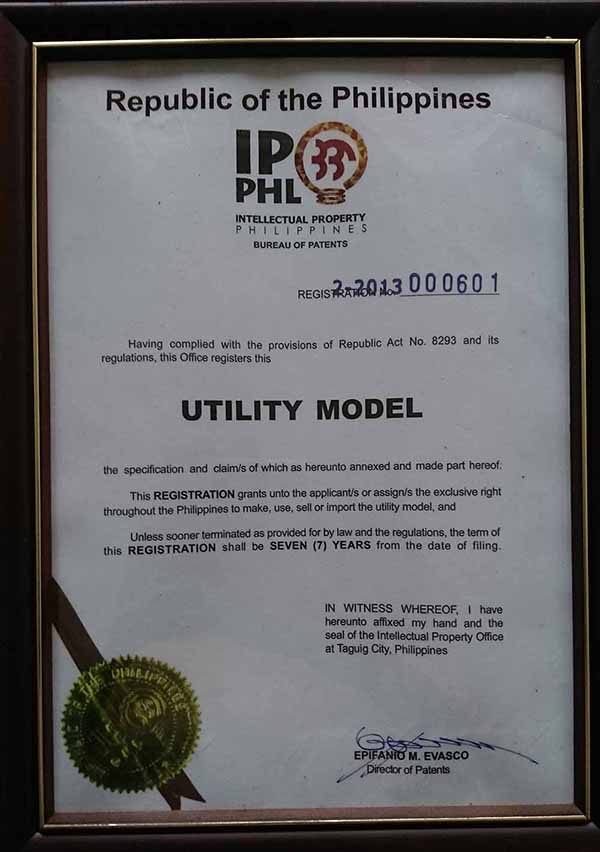 Republic of the Philippines
IP
PHL
INTELLECTUAL PROPERTY
PHILIPPINES
BUREAU OF PATENTS
REGISTRATION No. 2-2013 000601
Having complied with the provisions of Republic Act No. 8293 and its
regulations, this Office registers this
UTILITY MODEL
the specification and claim/s of which as hereunto annexed and made part hereof:
This REGISTRATION grants unto the applicant/s or assign/s the exclusive right
throughout the Philippines to make, use, sell or import the utility model, and
Unless sooner terminated as provided for by law and the regulations, the term of
this REGISTRATION shall be SEVEN (7) YEARS from the date of filing.
IN WITNESS WHEREOF, I have
hereunto affixed my hand and the
seal of the Intellectual Property Office
at Taguig City, Philippines
EPIFANIO M. EVASCO
Director of Patents
THE PHILIPPINES